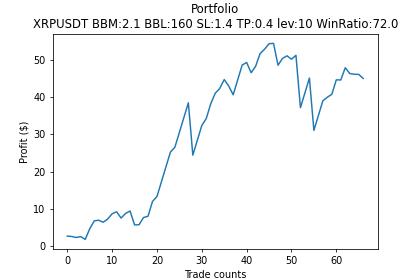 Portfolio
XRPUSDT BBM:2.1 BBL:160 SL:1.4 TP:0.4 lev:10 WinRatio:72.0
50
40
30
20
10
0
Profit ($)
0 10 20 30 40 50 60
Trade counts